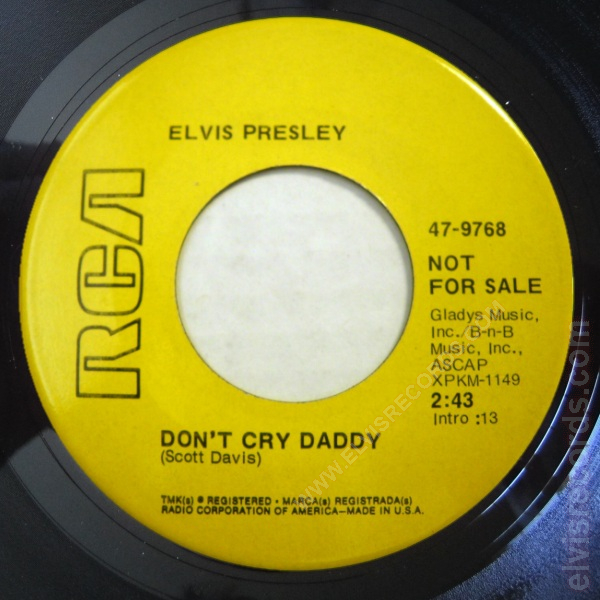 ELVIS PRESLEY
RCA
47-9768
NOT
FOR SALE
Gladys Music,
Inc./B-n-B
Music, Inc.,
ASCAP
XPKM-1149
2:43
Intro :13
DON'T CRY DADDY
(Scott Davis)
TMK(s) ® REGISTERED • MARCA(s) REGISTRADA(s)
RADIO CORPORATION OF AMERICA—MADE IN U.S.A.
WWW.ELVISRECORDS.COM
elvisrecords.com